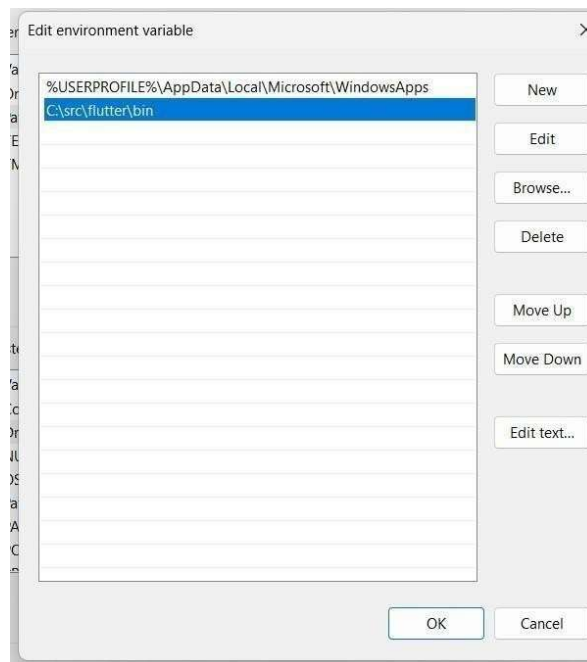 Edit environment variable
%USERPROFILE%\AppData\Local\Microsoft\WindowsApps
C:\src\flutter\bin
New
Edit
Browse...
Delete
Move Up
Move Down
Edit text...
OK
Cancel